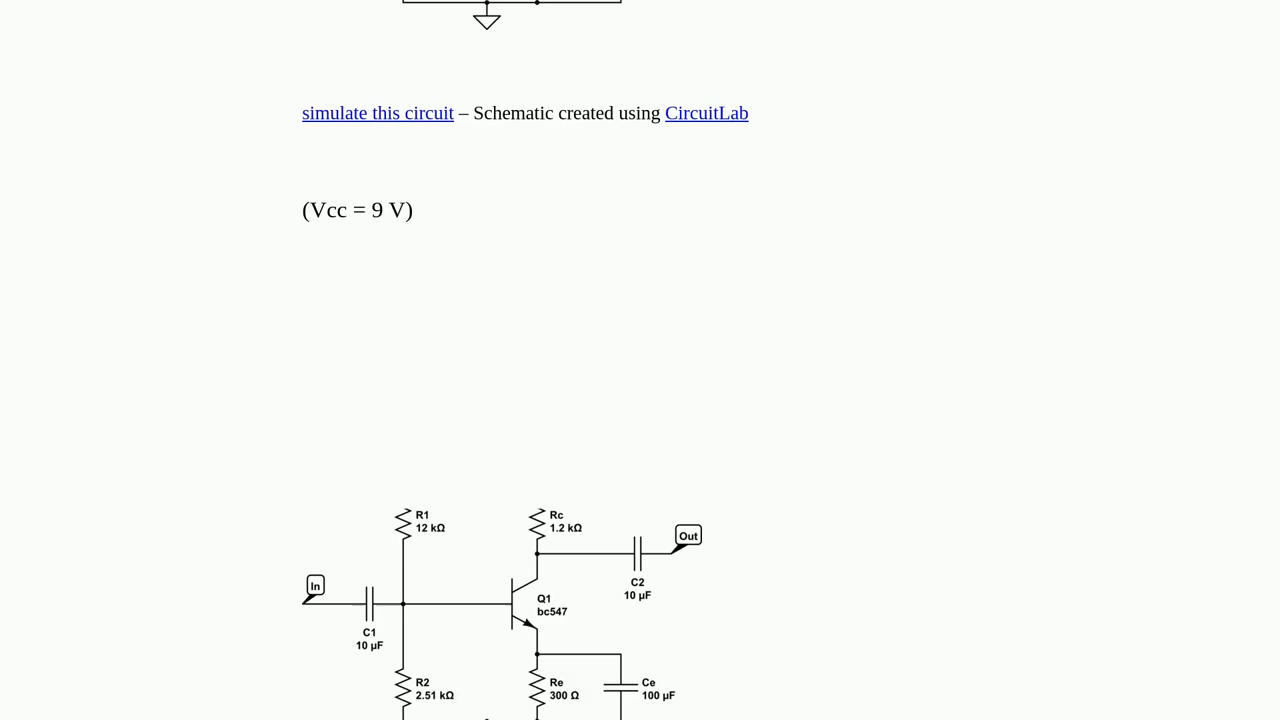 simulate this circuit – Schematic created using CircuitLab
(Vcc = 9 V)
R1
12 kΩ
Rc
1.2 kΩ
Out
C2
10 µF
In
Q1
bc547
C1
10 µF
R2
2.51 kΩ
Re
300 Ω
Ce
100 µF